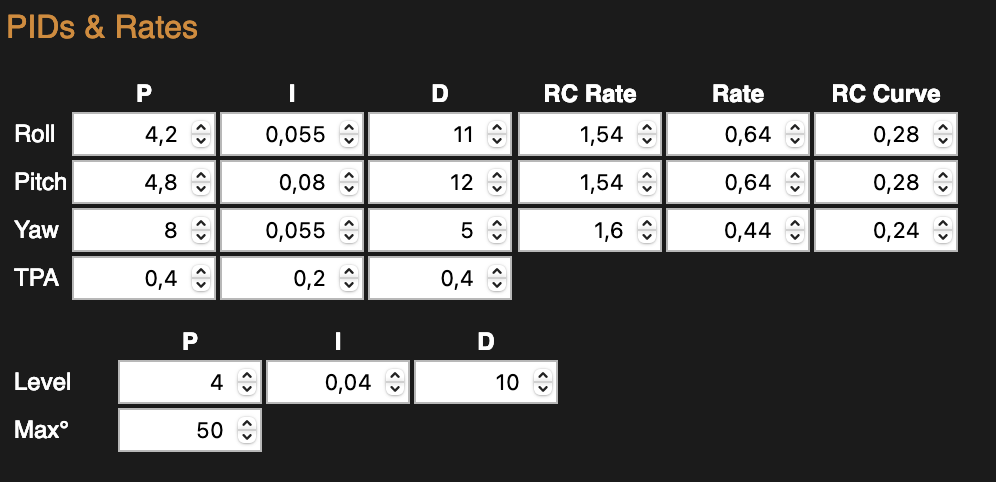 PIDs & Rates
P I D RC Rate Rate RC Curve
Roll 4,2 0,055 11 1,54 0,64 0,28
Pitch 4,8 0,08 12 1,54 0,64 0,28
Yaw 8 0,055 5 1,6 0,44 0,24
TPA 0,4 0,2 0,4
P I D
Level 4 0,04 10
Max° 50